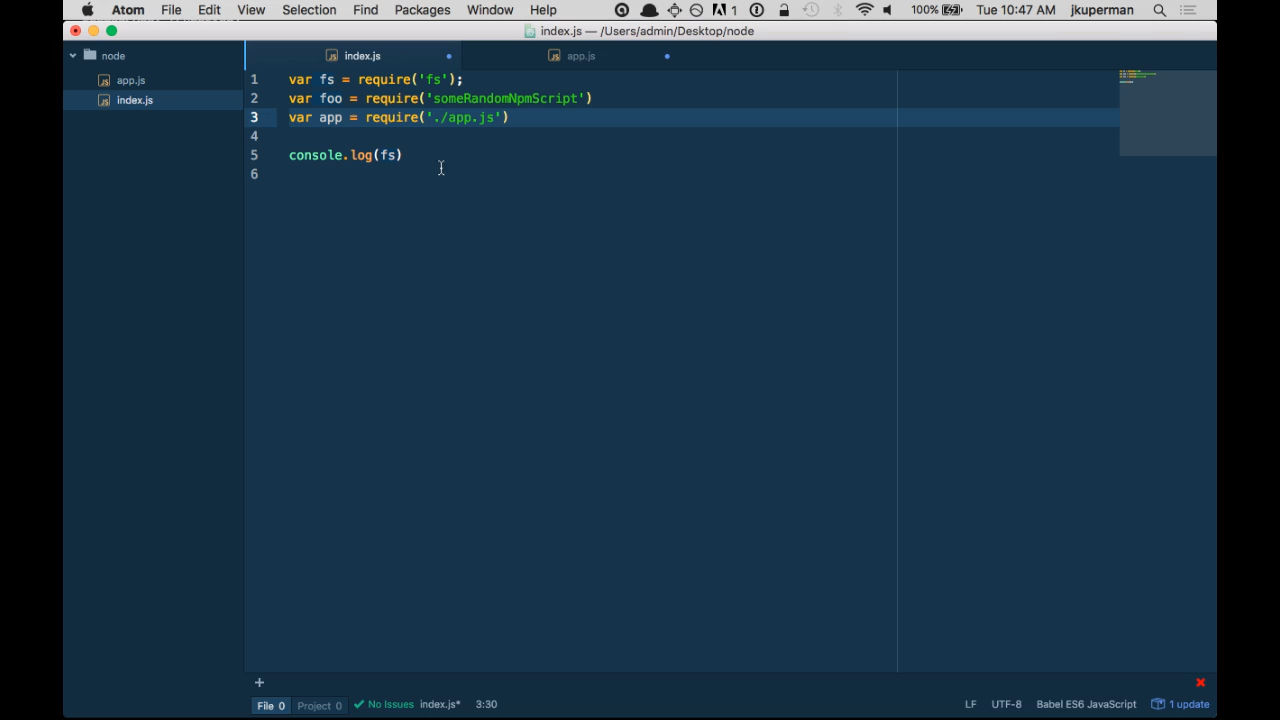 Atom File Edit View Selection Find Packages Window Help 1 100% Tue 10:47 AM jkuperman
index.js — /Users/admin/Desktop/node
node
app.js
index.js
index.js app.js
1 var fs = require('fs');
2 var foo = require('someRandomNpmScript')
3 var app = require('./app.js')
4
5 console.log(fs)
6
+
File 0 Project 0 No Issues index.js* 3:30 LF UTF-8 Babel ES6 JavaScript 1 update